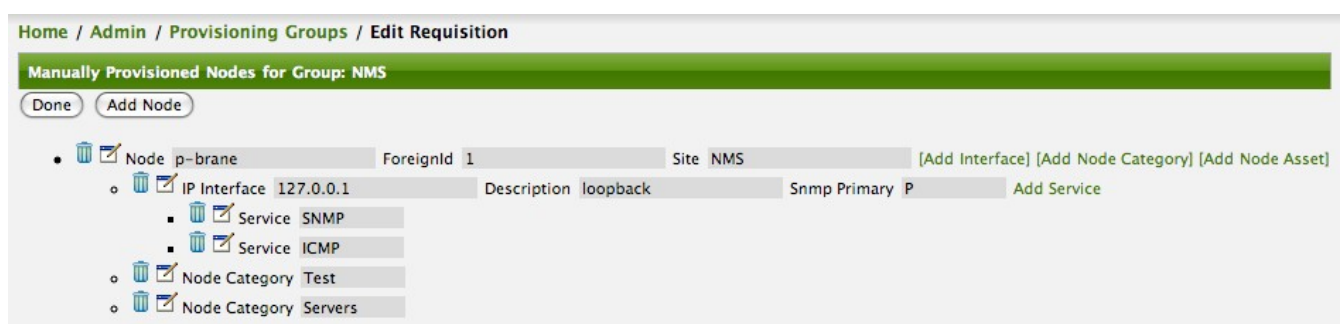 Home / Admin / Provisioning Groups / Edit Requisition
Manually Provisioned Nodes for Group: NMS
Done Add Node
Node p-brane ForeignId 1 Site NMS [Add Interface] [Add Node Category] [Add Node Asset]
IP Interface 127.0.0.1 Description loopback Snmp Primary P Add Service
Service SNMP
Service ICMP
Node Category Test
Node Category Servers